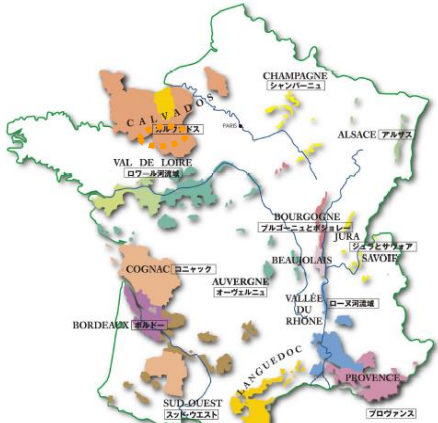 CHAMPAGNE
シャンパーニュ
CALVADOS
カルヴァドス
PARIS
ALSACE アルザス
VAL DE LOIRE
ロワール河流域
BOURGOGNE
ブルゴーニュとボジョレー
JURA
ジュラとサヴォア
SAVOIE
BEAUJOLAIS
COGNAC コニャック
AUVERGNE
オーヴェルニュ
VALLÉE
DU
RHÔNE
ローヌ河流域
BORDEAUX ボルドー
LANGUEDOC
PROVENCE
プロヴァンス
SUD-OUEST
スッド・ウエスト